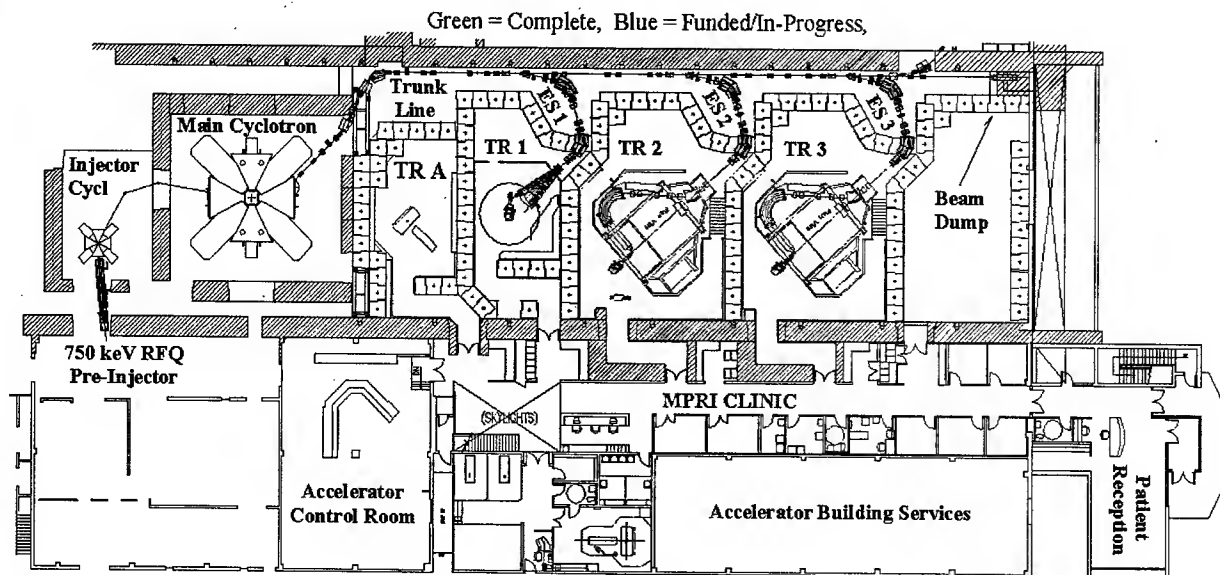 Green = Complete, Blue = Funded/In-Progress,
Trunk
Line
ES 1
ES 2
ES 3
Main Cyclotron
Injector
Cycl
TR A
TR 1
TR 2
TR 3
Beam
Dump
750 keV RFQ
Pre-Injector
MPRI CLINIC
(SKYLIGHTS)
Accelerator
Control Room
Accelerator Building Services
Patient
Reception